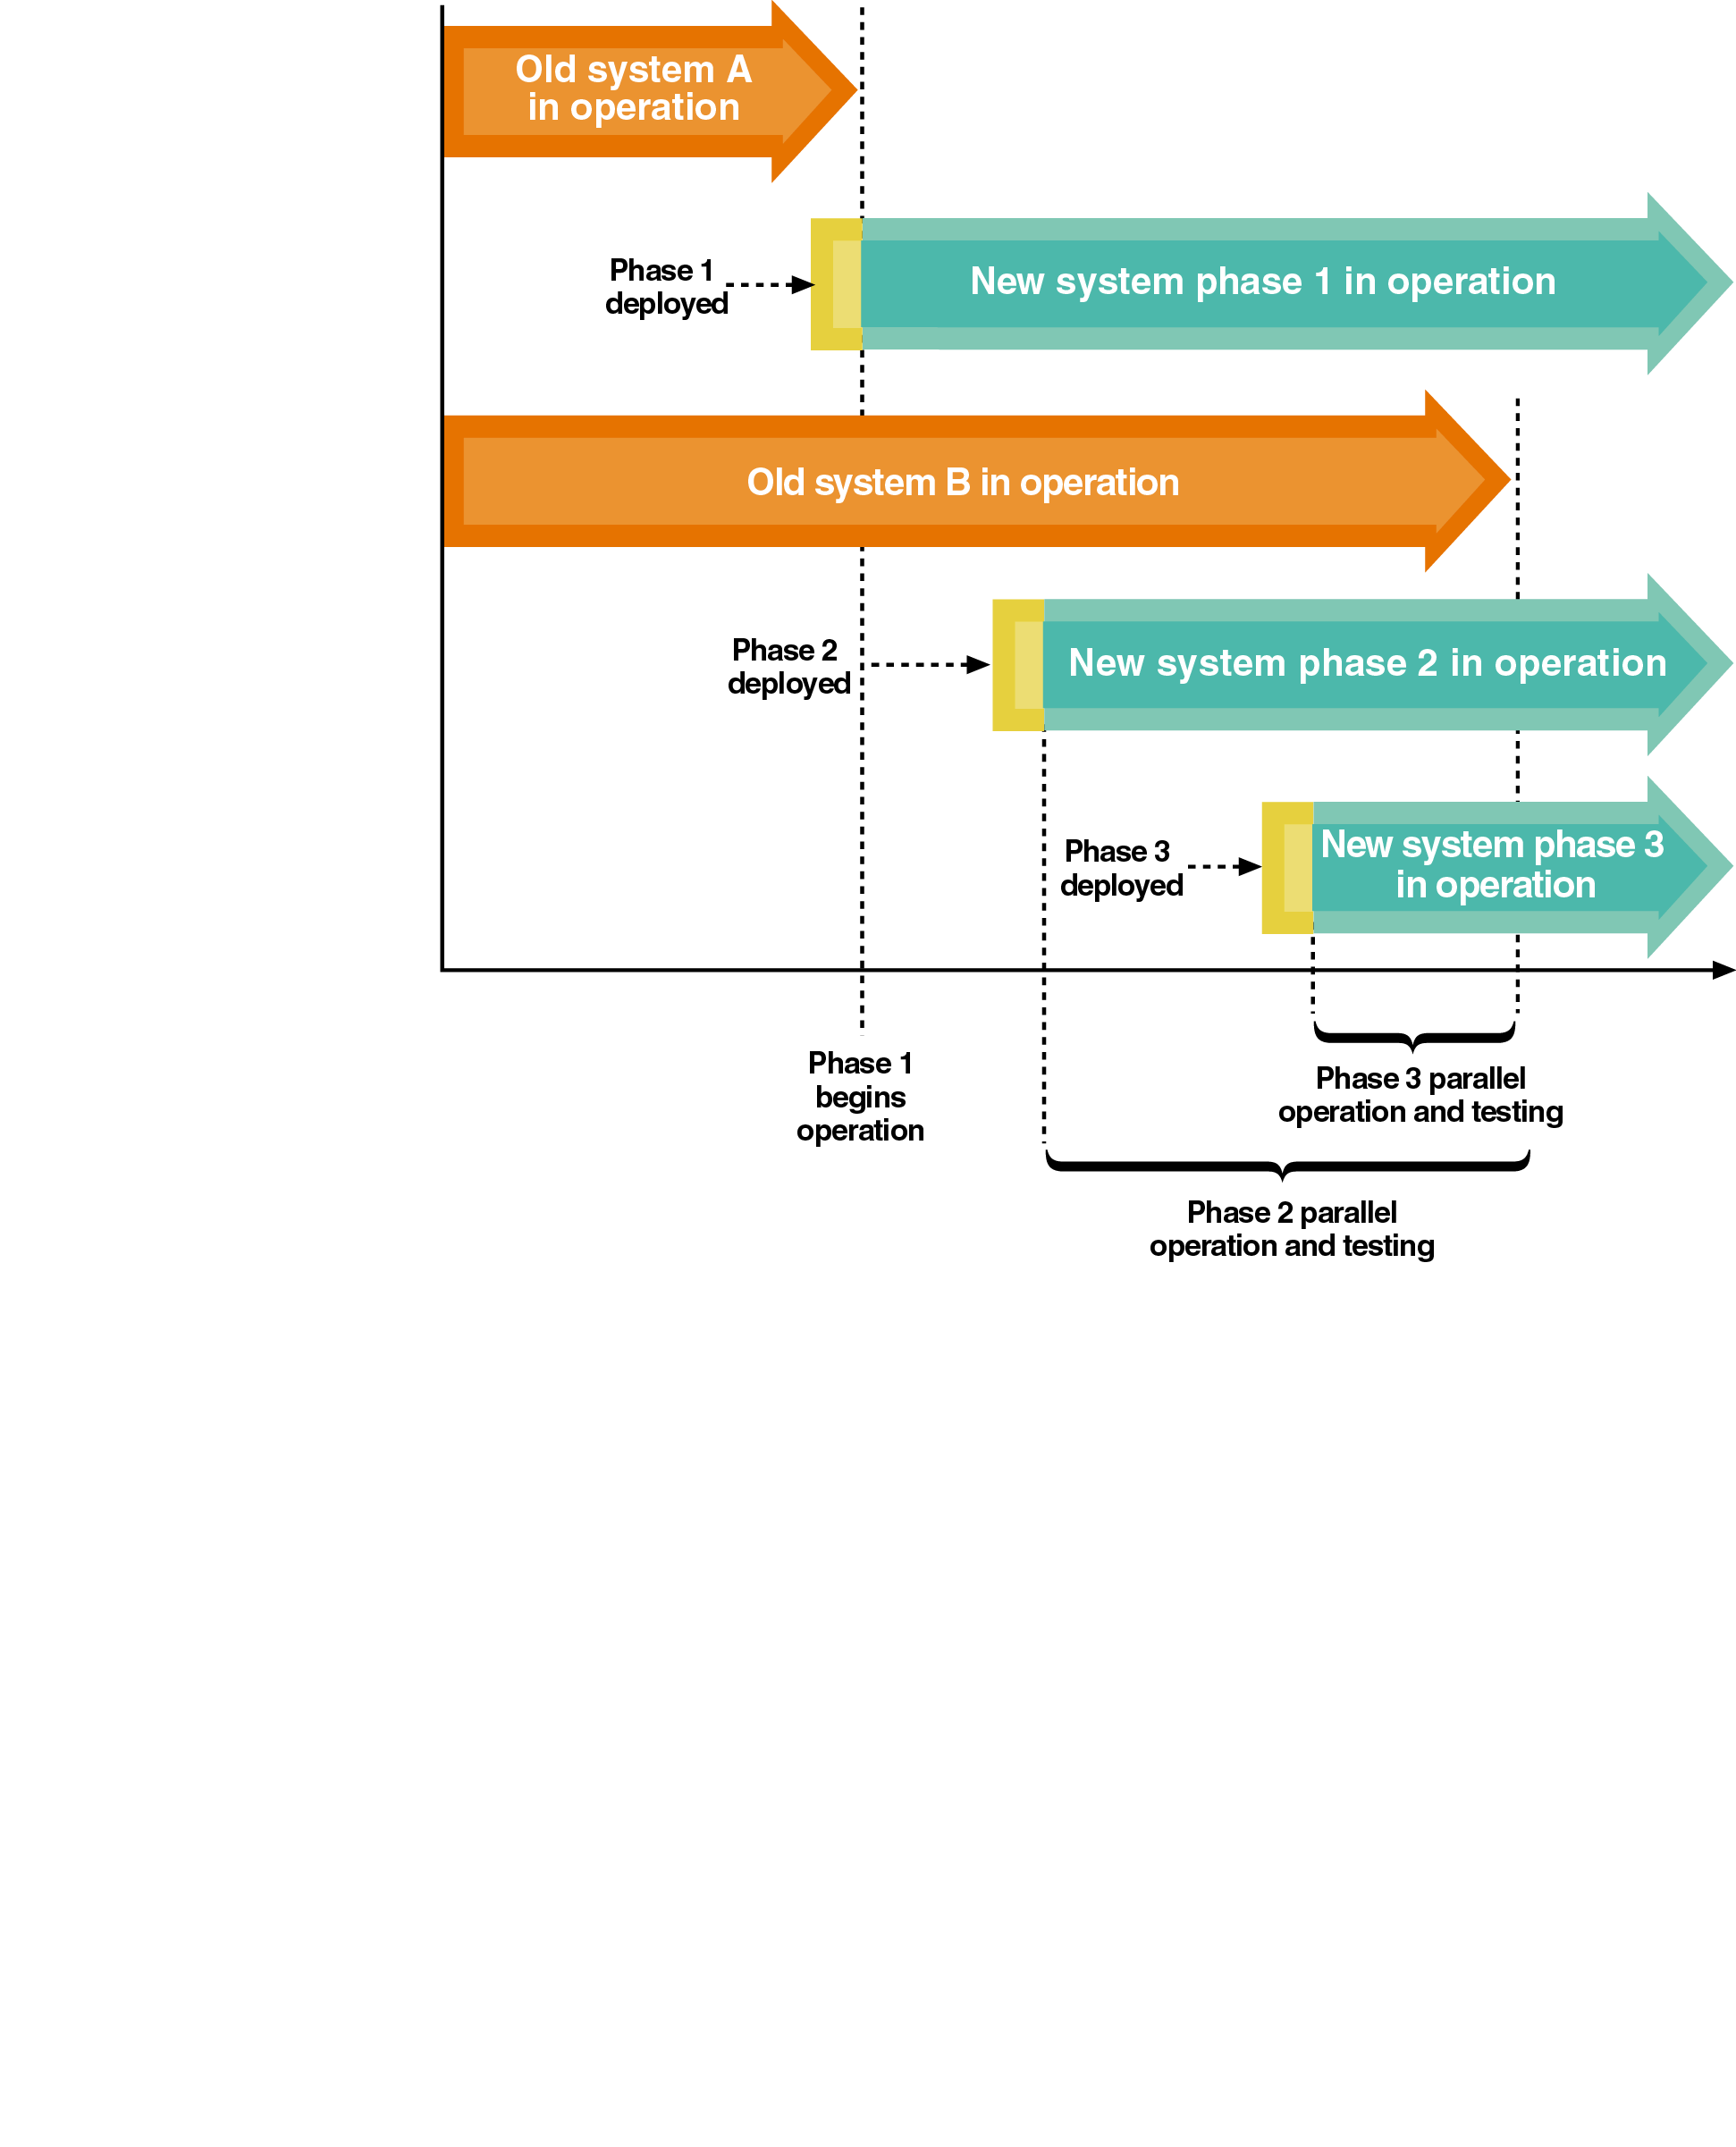 Old system A
in operation
Phase 1
deployed
New system phase 1 in operation
Old system B in operation
Phase 2
deployed
New system phase 2 in operation
Phase 3
deployed
New system phase 3
in operation
Phase 1
begins
operation
Phase 3 parallel
operation and testing
Phase 2 parallel
operation and testing